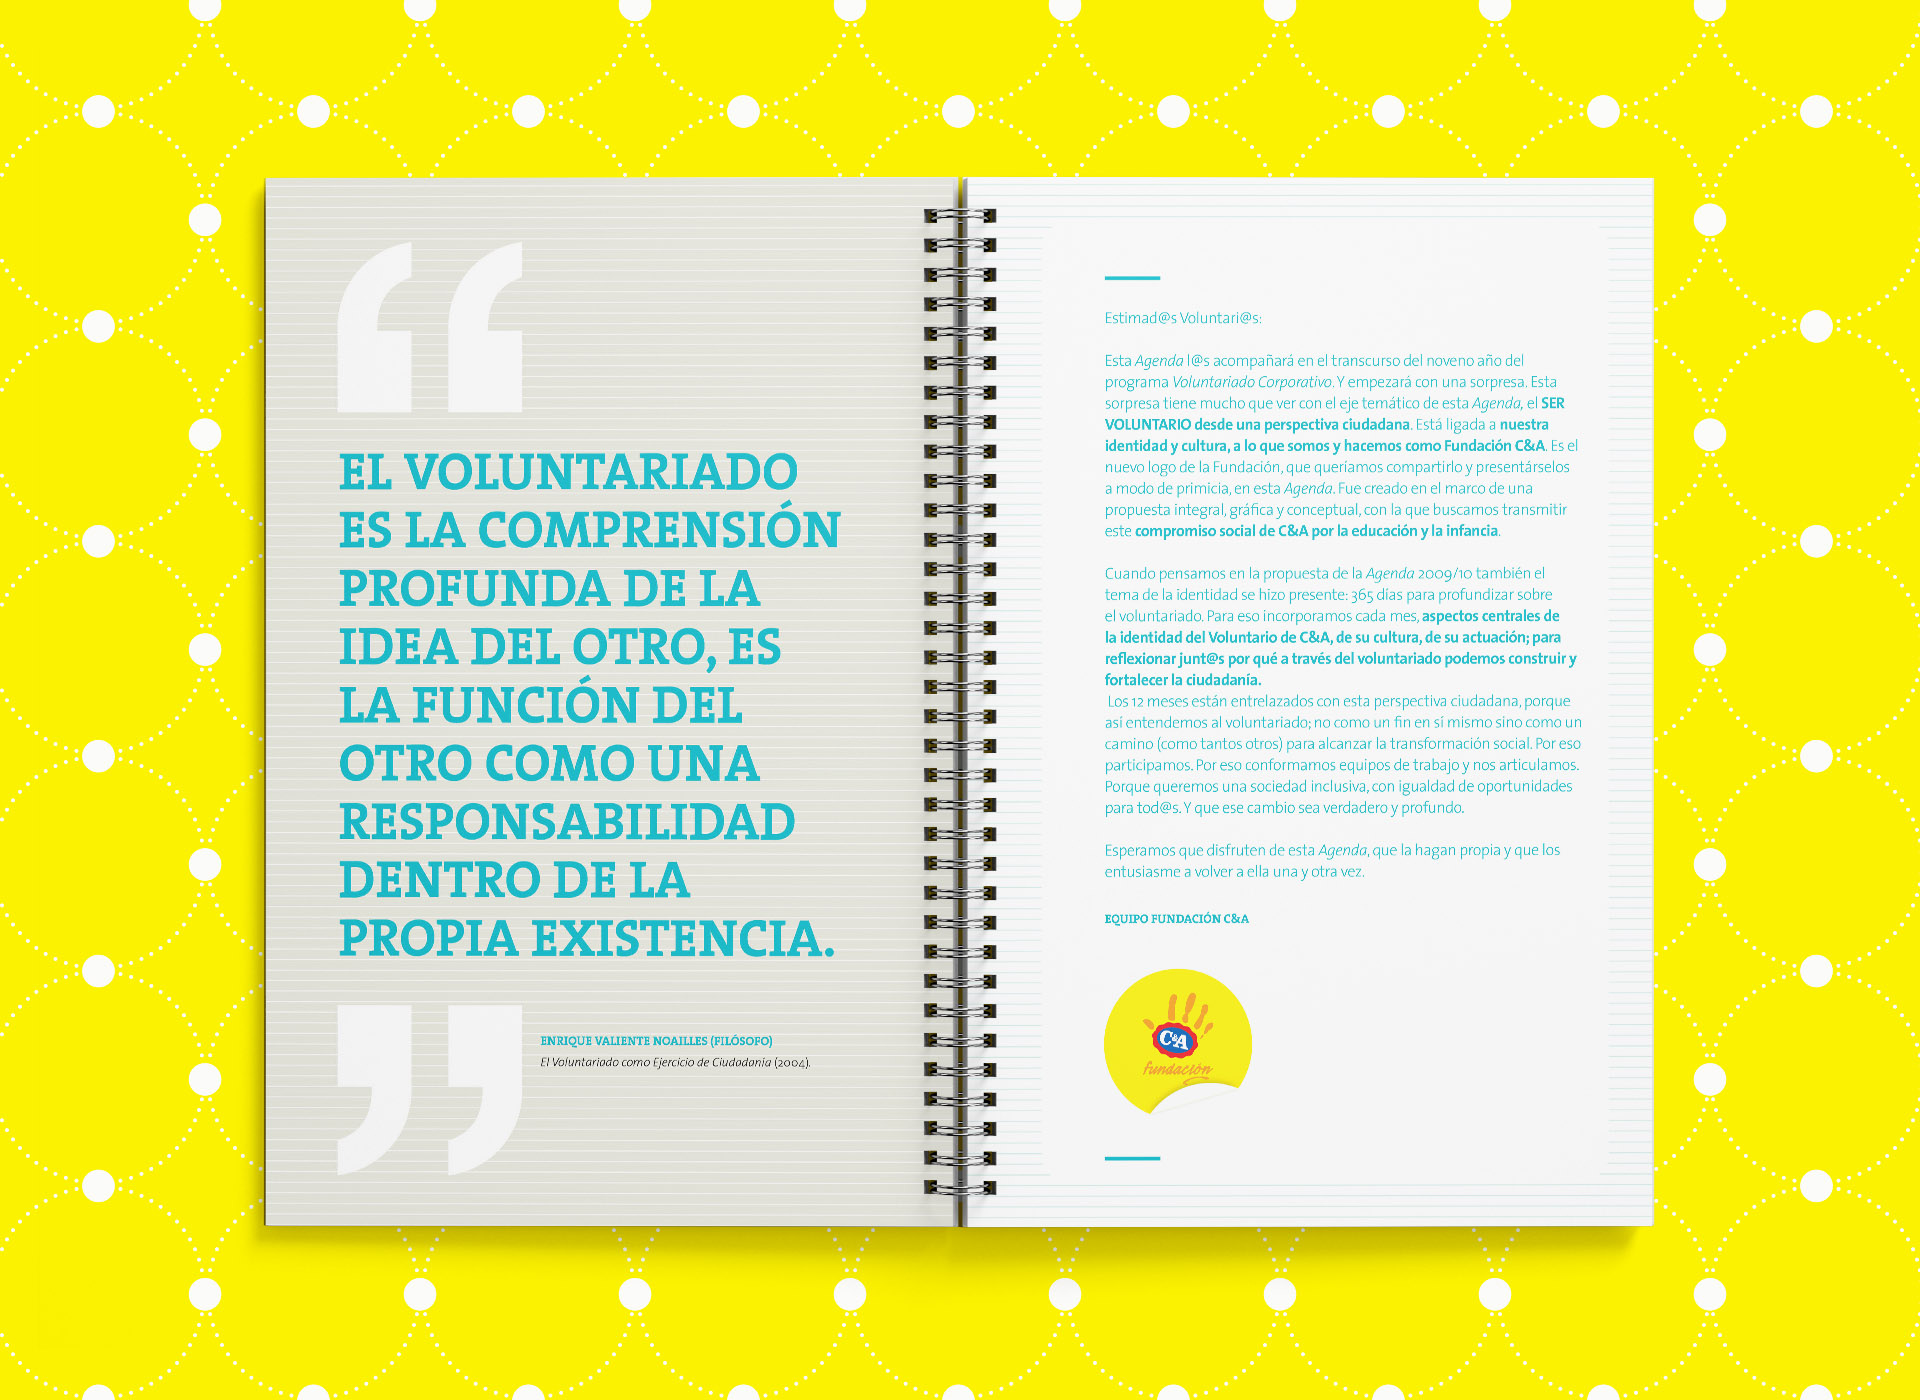 EL VOLUNTARIADO
ES LA COMPRENSIÓN
PROFUNDA DE LA
IDEA DEL OTRO, ES
LA FUNCIÓN DEL
OTRO COMO UNA
RESPONSABILIDAD
DENTRO DE LA
PROPIA EXISTENCIA.
ENRIQUE VALIENTE NOAILLES (FILÓSOFO)
El Voluntariado como Ejercicio de Ciudadanía (2004).
Estimad@s Voluntari@s:
Esta Agenda l@s acompañará en el transcurso del noveno año del
programa Voluntariado Corporativo. Y empezará con una sorpresa. Esta
sorpresa tiene mucho que ver con el eje temático de esta Agenda, el SER
VOLUNTARIO desde una perspectiva ciudadana. Está ligada a nuestra
identidad y cultura, a lo que somos y hacemos como Fundación C&A. Es el
nuevo logo de la Fundación, que queríamos compartirlo y presentárselos
a modo de primicia, en esta Agenda. Fue creado en el marco de una
propuesta integral, gráfica y conceptual, con la que buscamos transmitir
este compromiso social de C&A por la educación y la infancia.
Cuando pensamos en la propuesta de la Agenda 2009/10 también el
tema de la identidad se hizo presente: 365 días para profundizar sobre
el voluntariado. Para eso incorporamos cada mes, aspectos centrales de
la identidad del Voluntario de C&A, de su cultura, de su actuación; para
reflexionar junt@s por qué a través del voluntariado podemos construir y
fortalecer la ciudadanía.
Los 12 meses están entrelazados con esta perspectiva ciudadana, porque
así entendemos al voluntariado; no como un fin en sí mismo sino como un
camino (como tantos otros) para alcanzar la transformación social. Por eso
participamos. Por eso conformamos equipos de trabajo y nos articulamos.
Porque queremos una sociedad inclusiva, con igualdad de oportunidades
para tod@s. Y que ese cambio sea verdadero y profundo.
Esperamos que disfruten de esta Agenda, que la hagan propia y que los
entusiasme a volver a ella una y otra vez.
EQUIPO FUNDACIÓN C&A
C&A
fundación